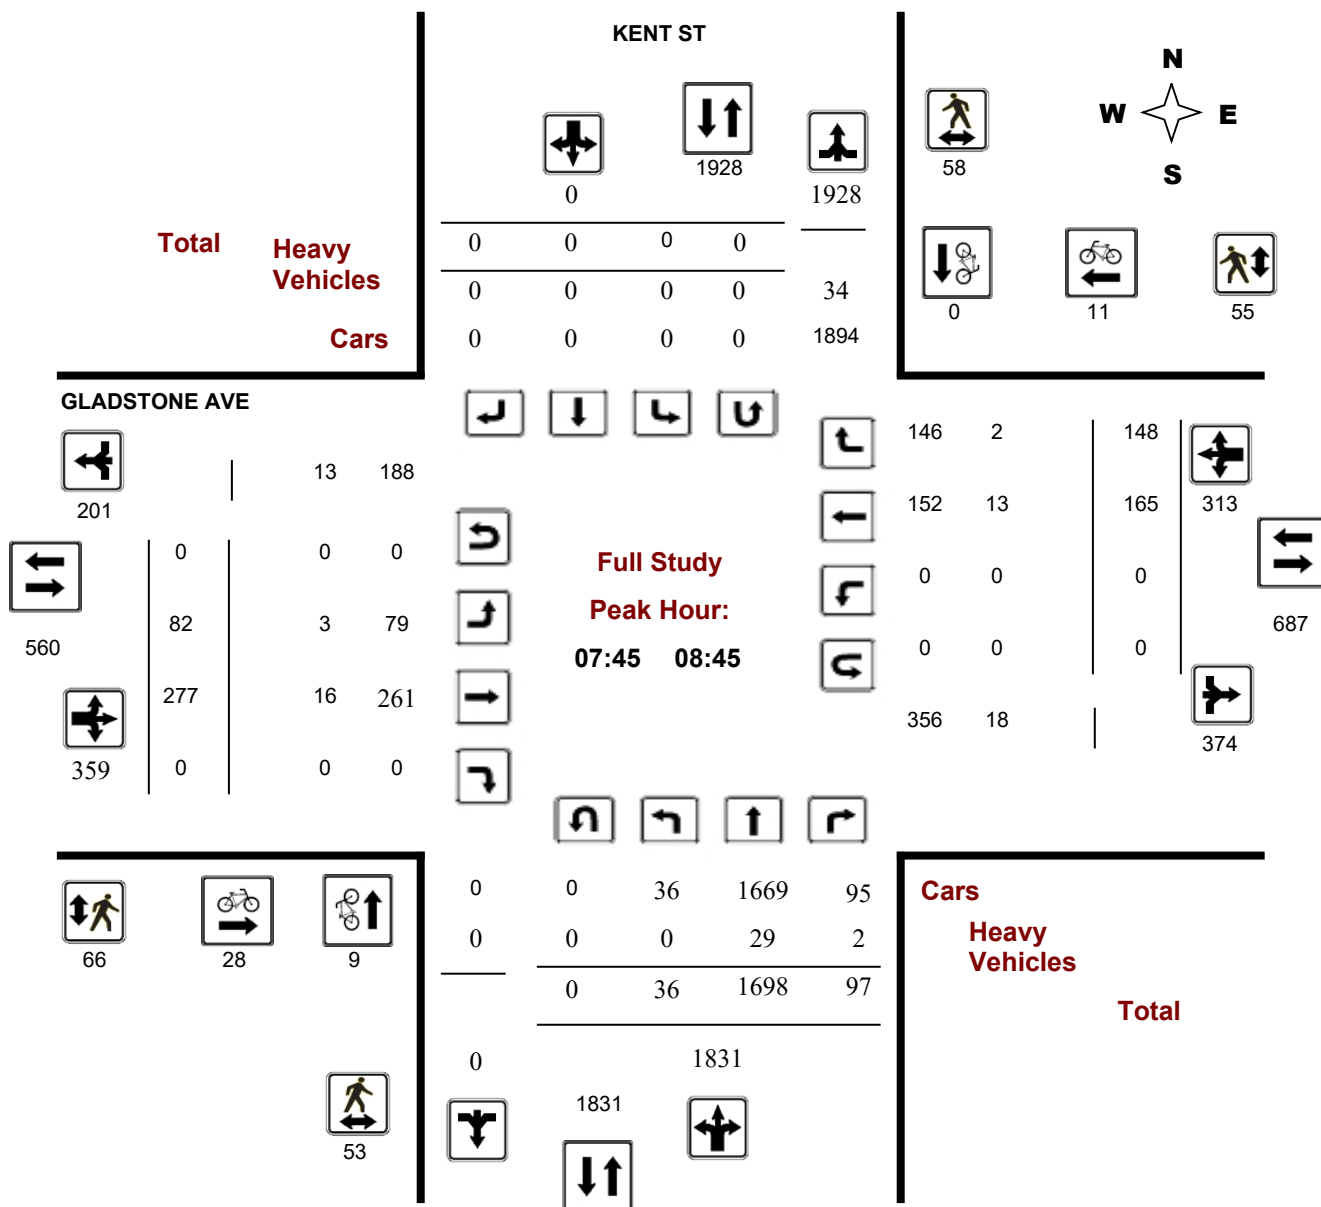 KENT ST
N
W E
S
1928
58
0
1928
Total
Heavy
Vehicles
0 0 0 0
0 0 0 0 34
Cars
0 0 0 0 1894
0 11 55
GLADSTONE AVE
146 2 148
13 188
201
152 13 165 313
0 0 0
Full Study
0 0 0
Peak Hour:
82 3 79
687
560
07:45 08:45
0 0 0
277 16 261
356 18
374
359 0 0 0
0 0 36 1669 95
Cars
0 0 0 29 2
Heavy
Vehicles
66 28 9
0 36 1698 97
Total
0 1831
1831
53